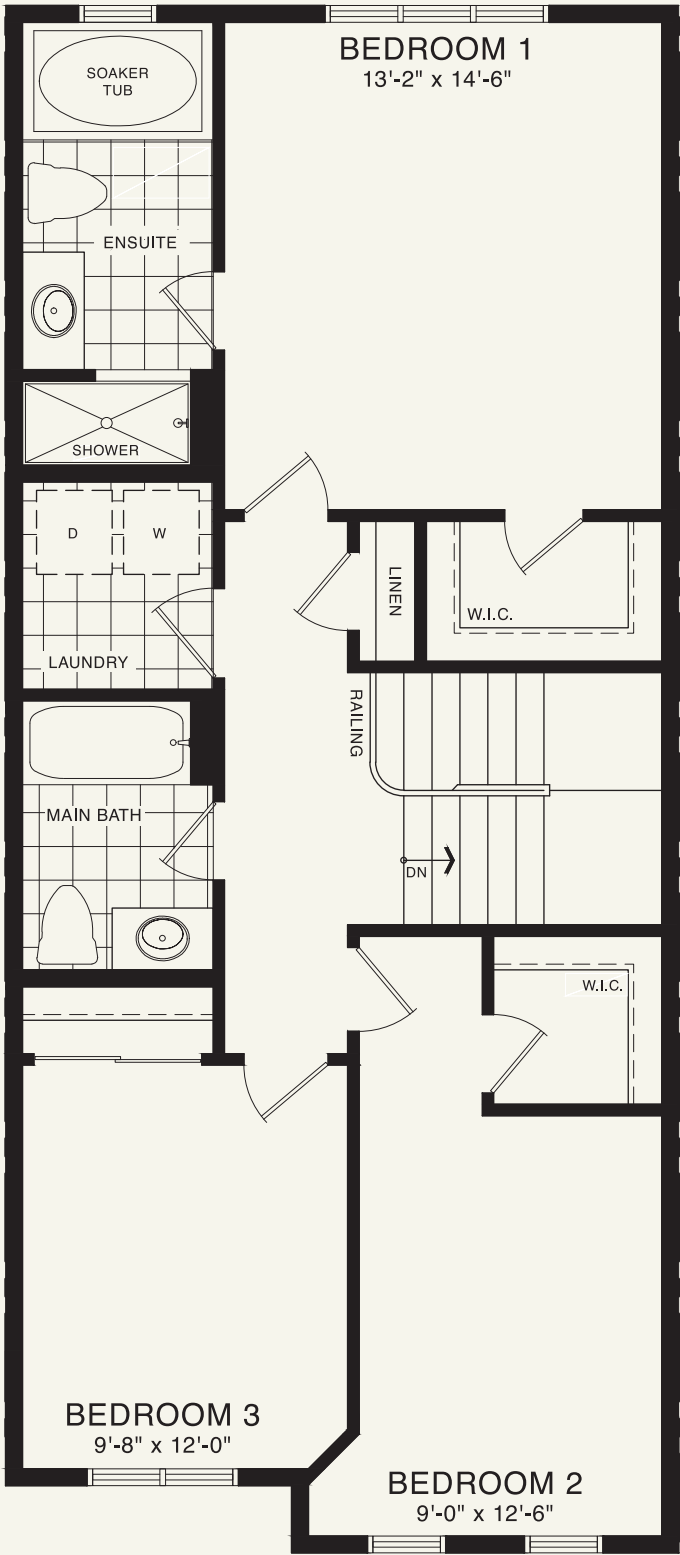 BEDROOM 1
13'-2" x 14'-6"
SOAKER
TUB
ENSUITE
SHOWER
D
W
LINEN
W.I.C.
LAUNDRY
RAILING
MAIN BATH
DN
W.I.C.
BEDROOM 3
9'-8" x 12'-0"
BEDROOM 2
9'-0" x 12'-6"